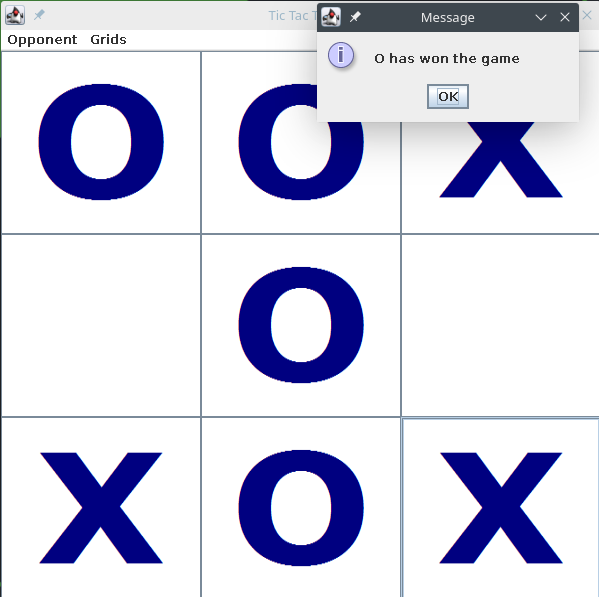 Tic Tac
Message
Opponent Grids
O has won the game
OK
O O X
O
X O X